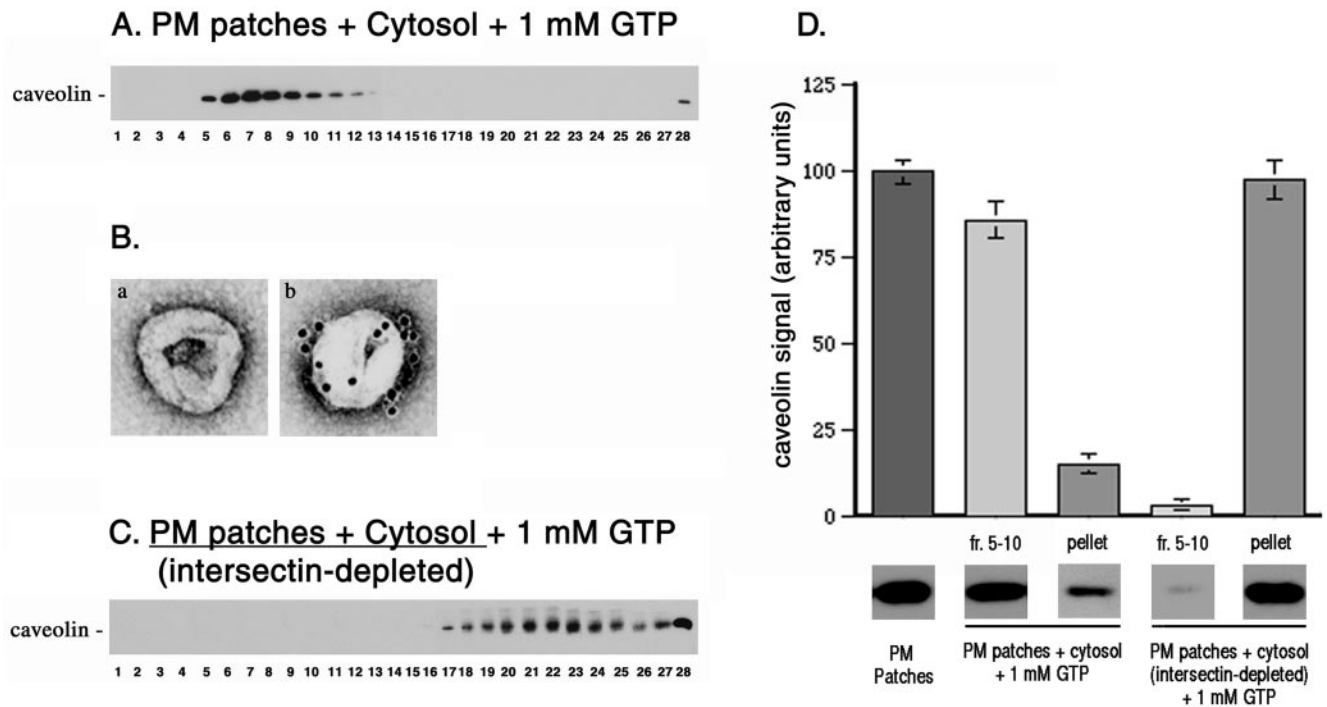 A. PM patches + Cytosol + 1 mM GTP
caveolin -
1 2 3 4 5 6 7 8 9 10 11 12 13 14 15 16 17 18 19 20 21 22 23 24 25 26 27 28
B.
a
b
C. PM patches + Cytosol + 1 mM GTP
(intersectin-depleted)
caveolin -
1 2 3 4 5 6 7 8 9 10 11 12 13 14 15 16 17 18 19 20 21 22 23 24 25 26 27 28
D.
caveolin signal (arbitrary units)
125
100
75
50
25
0
fr. 5-10 pellet fr. 5-10 pellet
PM
Patches
PM patches + cytosol
+ 1 mM GTP
PM patches + cytosol
(intersectin-depleted)
+ 1 mM GTP